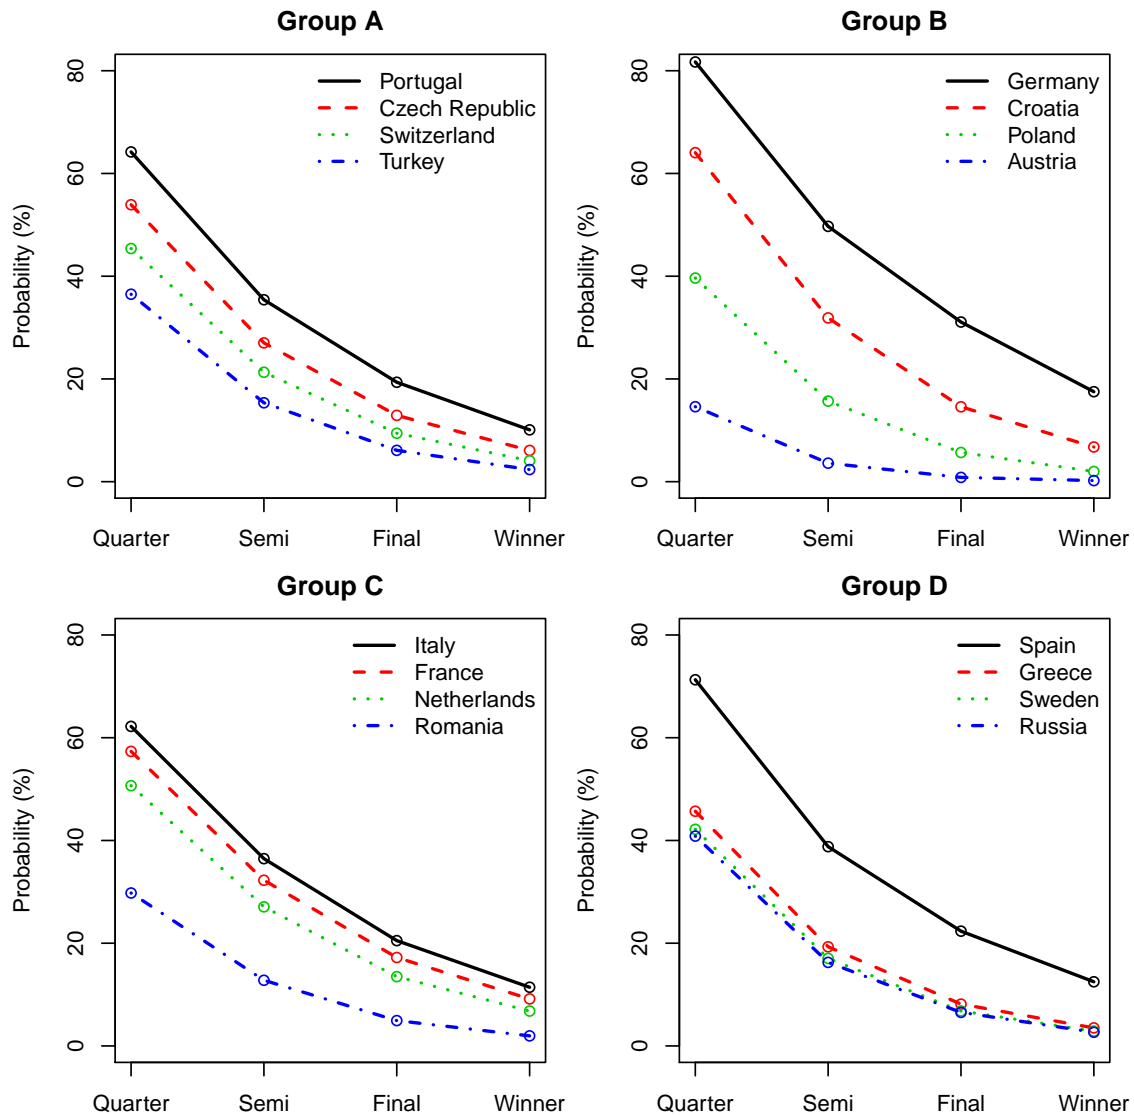 Group A
Probability (%)
80
60
40
20
0
Portugal
Czech Republic
Switzerland
Turkey
Quarter Semi Final Winner
Group B
Probability (%)
80
60
40
20
0
Germany
Croatia
Poland
Austria
Quarter Semi Final Winner
Group C
Probability (%)
80
60
40
20
0
Italy
France
Netherlands
Romania
Quarter Semi Final Winner
Group D
Probability (%)
80
60
40
20
0
Spain
Greece
Sweden
Russia
Quarter Semi Final Winner